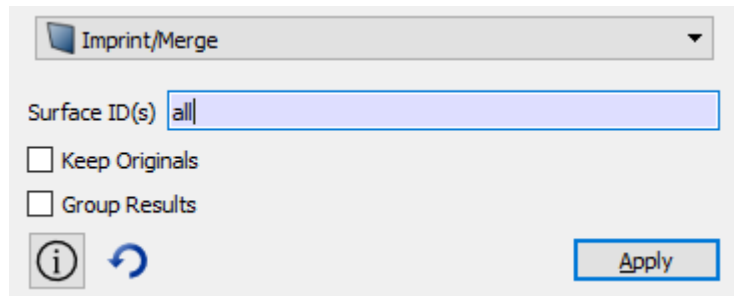 Imprint/Merge
Surface ID(s) all
Keep Originals
Group Results
i Apply